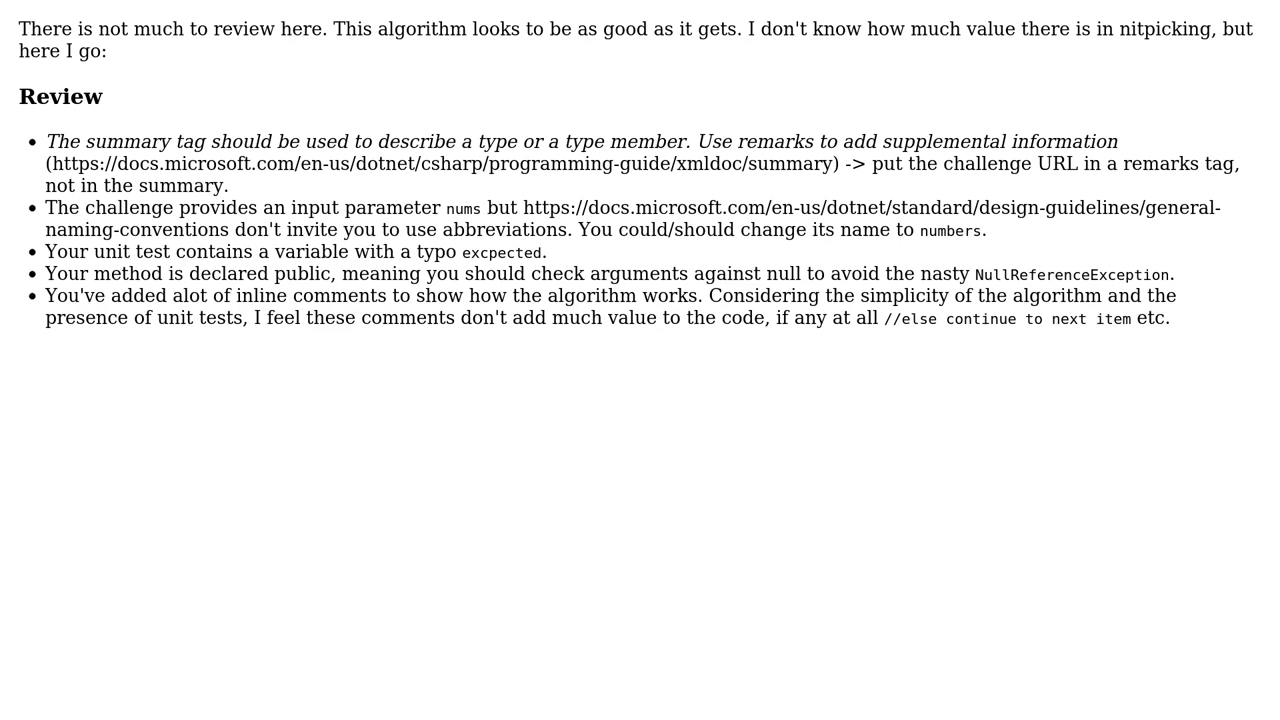 There is not much to review here. This algorithm looks to be as good as it gets. I don't know how much value there is in nitpicking, but
here I go:
Review
• The summary tag should be used to describe a type or a type member. Use remarks to add supplemental information
(https://docs.microsoft.com/en-us/dotnet/csharp/programming-guide/xmldoc/summary) -> put the challenge URL in a remarks tag,
not in the summary.
• The challenge provides an input parameter nums but https://docs.microsoft.com/en-us/dotnet/standard/design-guidelines/general-
naming-conventions don't invite you to use abbreviations. You could/should change its name to numbers.
• Your unit test contains a variable with a typo excpected.
• Your method is declared public, meaning you should check arguments against null to avoid the nasty NullReferenceException.
• You've added alot of inline comments to show how the algorithm works. Considering the simplicity of the algorithm and the
presence of unit tests, I feel these comments don't add much value to the code, if any at all //else continue to next item etc.